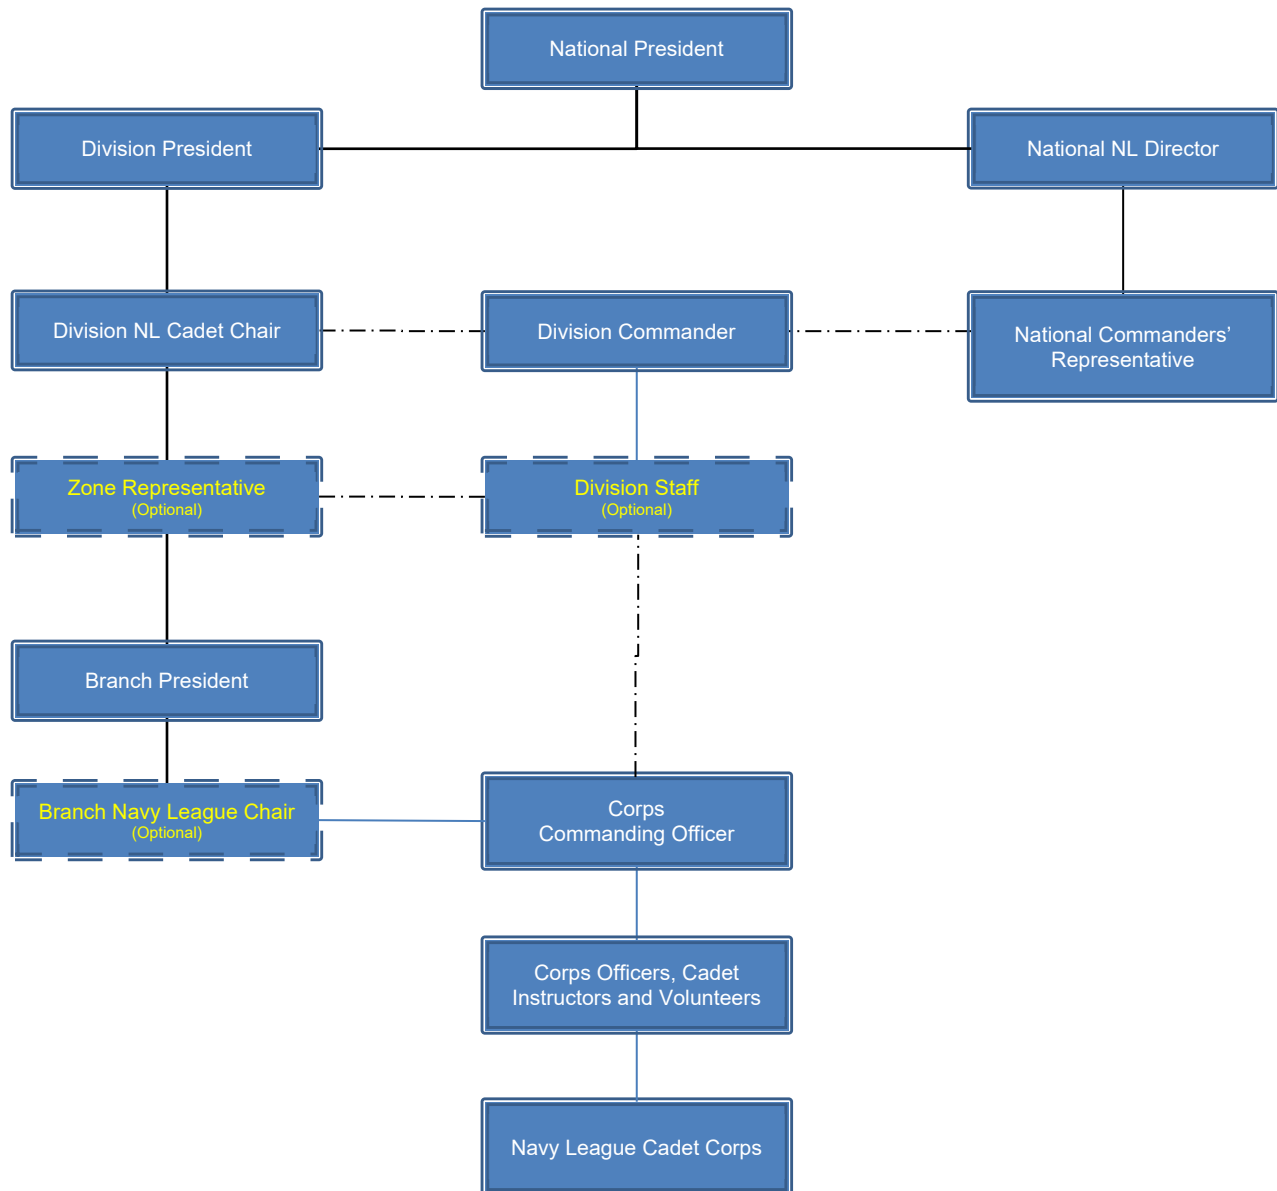 National President
Division President
National NL Director
Division NL Cadet Chair
Division Commander
National Commanders’
Representative
Zone Representative
(Optional)
Division Staff
(Optional)
Branch President
Branch Navy League Chair
(Optional)
Corps
Commanding Officer
Corps Officers, Cadet
Instructors and Volunteers
Navy League Cadet Corps